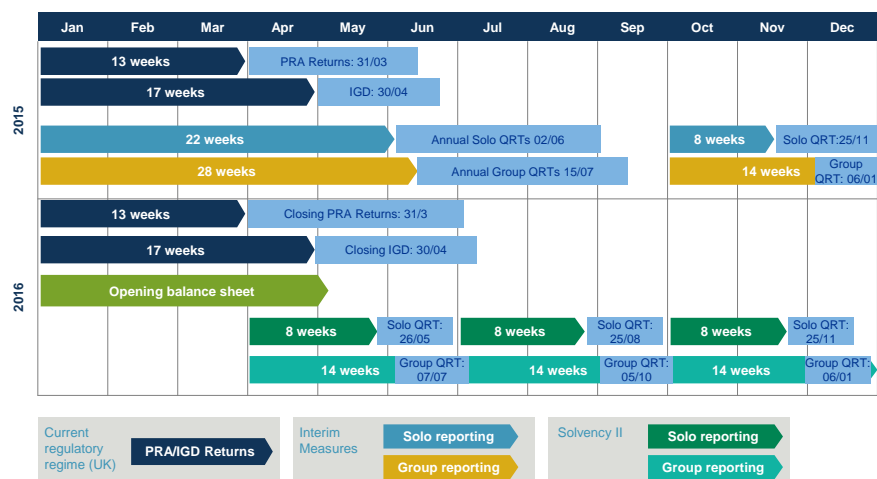 Jan Feb Mar Apr May Jun Jul Aug Sep Oct Nov Dec
2015
13 weeks PRA Returns: 31/03
17 weeks IGD: 30/04
22 weeks Annual Solo QRTs 02/06 8 weeks Solo QRT:25/11
28 weeks Annual Group QRTs 15/07 14 weeks Group
QRT: 06/01
2016
13 weeks Closing PRA Returns: 31/3
17 weeks Closing IGD: 30/04
Opening balance sheet
8 weeks Solo QRT:
26/05
8 weeks Solo QRT:
25/08
8 weeks Solo QRT:
25/11
14 weeks Group QRT:
07/07
14 weeks Group QRT:
05/10
14 weeks Group QRT:
06/01
Current
regulatory
regime (UK)
PRA/IGD Returns
Interim
Measures
Solo reporting
Group reporting
Solvency II
Solo reporting
Group reporting